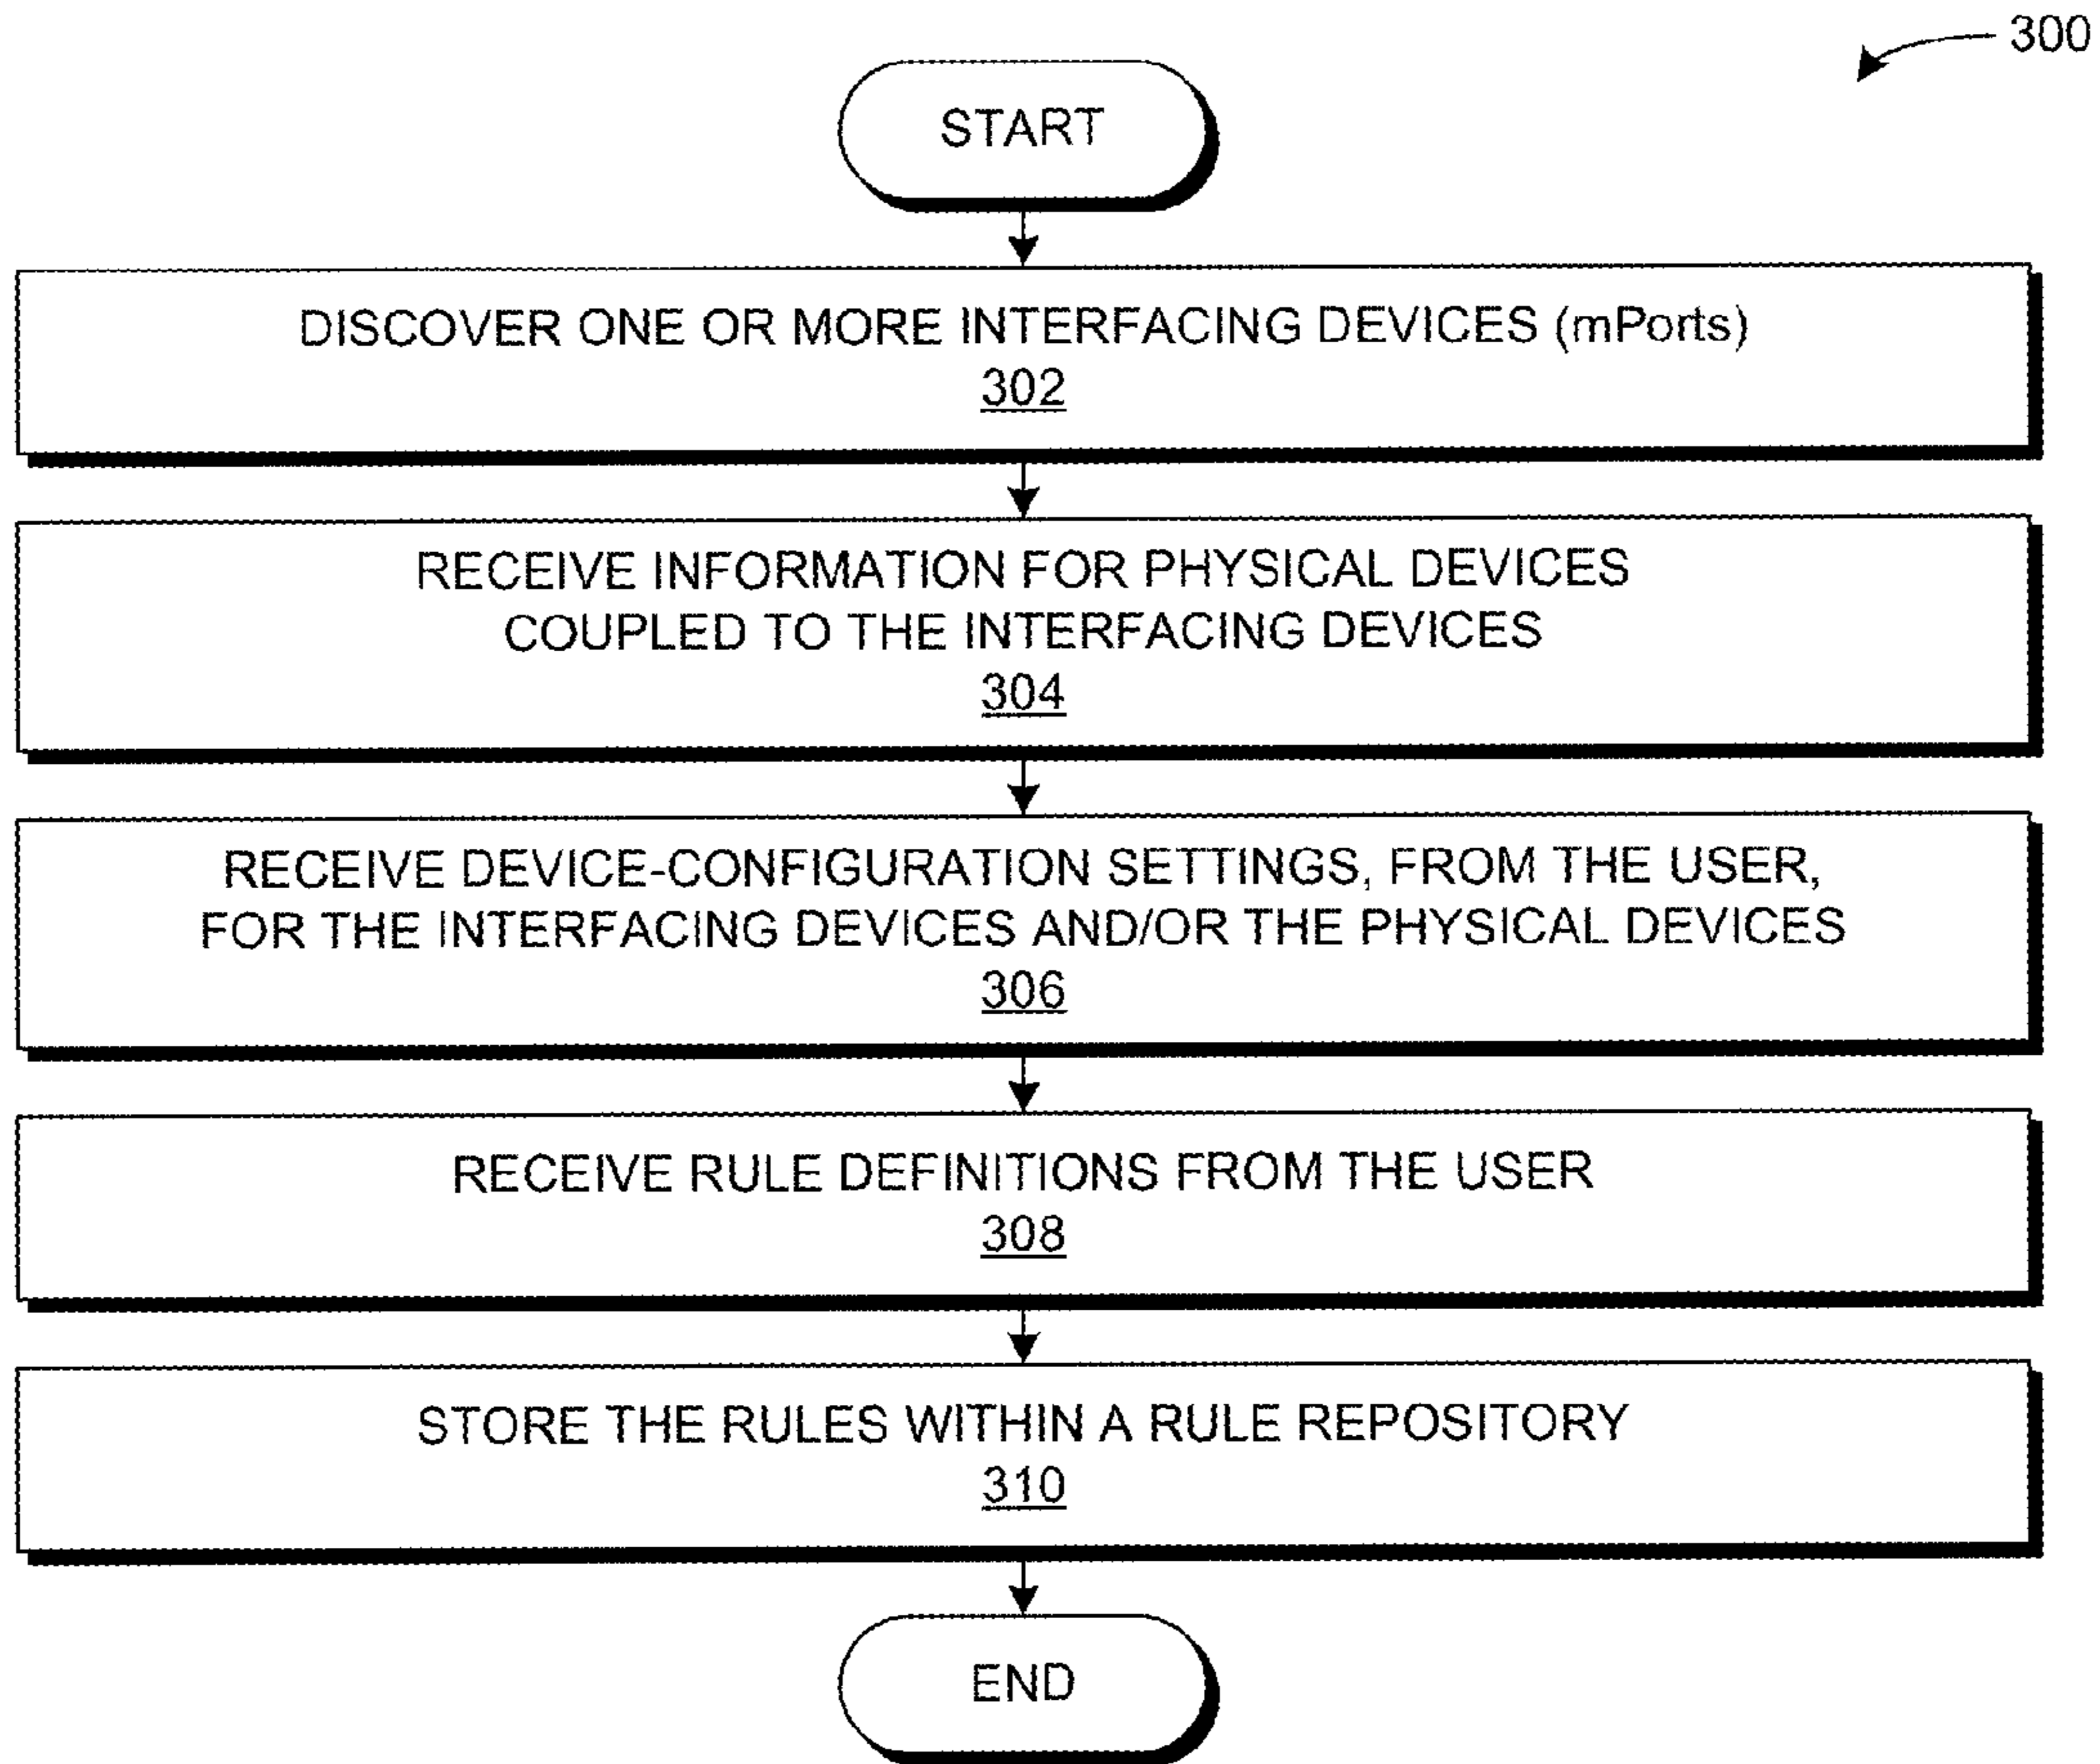 300
START
DISCOVER ONE OR MORE INTERFACING DEVICES (mPorts)
302
RECEIVE INFORMATION FOR PHYSICAL DEVICES
COUPLED TO THE INTERFACING DEVICES
304
RECEIVE DEVICE-CONFIGURATION SETTINGS, FROM THE USER,
FOR THE INTERFACING DEVICES AND/OR THE PHYSICAL DEVICES
306
RECEIVE RULE DEFINITIONS FROM THE USER
308
STORE THE RULES WITHIN A RULE REPOSITORY
310
END